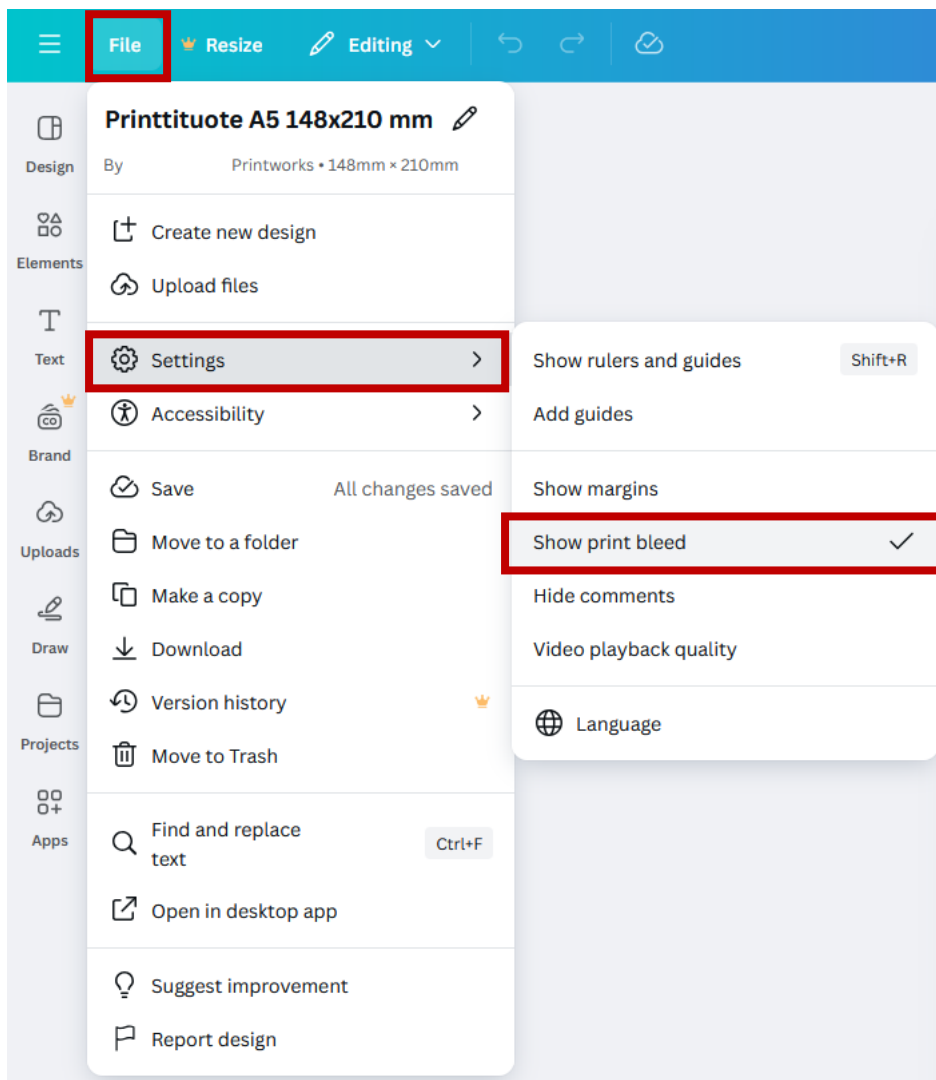 File Resize Editing
Design
Elements
Text
Brand
CO
Uploads
Draw
Projects
Apps
Printtituote A5 148x210 mm
By Printworks • 148mm × 210mm
Create new design
Upload files
Settings
Accessibility
Save All changes saved
Move to a folder
Make a copy
Download
Version history
Move to Trash
Find and replace
text
Ctrl+F
Open in desktop app
Suggest improvement
Report design
Show rulers and guides Shift+R
Add guides
Show margins
Show print bleed
Hide comments
Video playback quality
Language